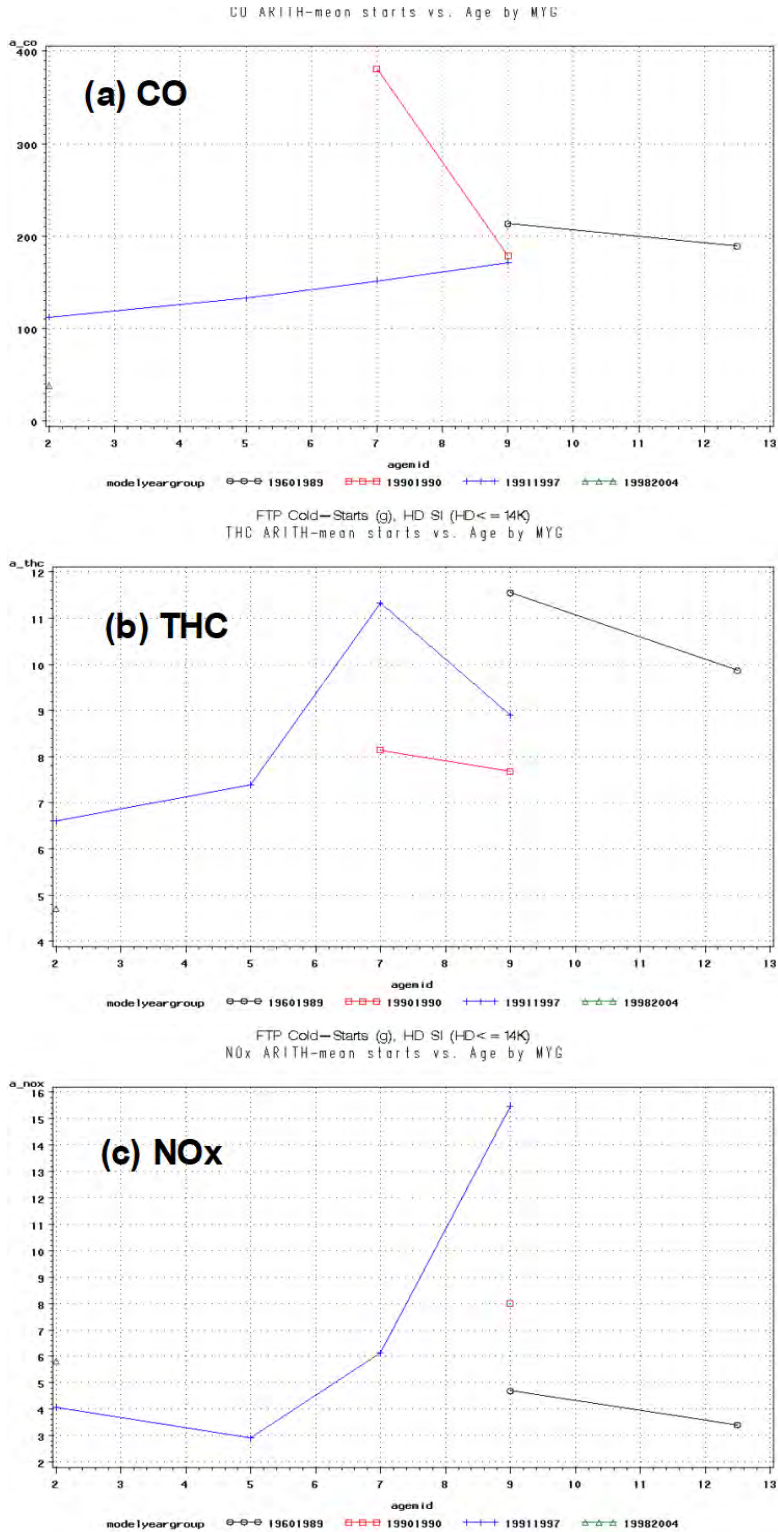 CO ARITH-mean starts vs. Age by MYG
a_co
400
(a) CO
300
200
100
0
2 3 4 5 6 7 8 9 10 11 12 13
agemid
modelyeargroup 19601989 19901990 19911997 19982004
FTP Cold-Starts (g), HD SI (HD<=14K)
THC ARITH-mean starts vs. Age by MYG
a_thc
12
11
(b) THC
10
9
8
7
6
5
4
2 3 4 5 6 7 8 9 10 11 12 13
agemid
modelyeargroup 19601989 19901990 19911997 19982004
FTP Cold-Starts (g), HD SI (HD<=14K)
NOx ARITH-mean starts vs. Age by MYG
a_nox
16
15
14
(c) NOx
13
12
11
10
9
8
7
6
5
4
3
2
2 3 4 5 6 7 8 9 10 11 12 13
agemid
modelyeargroup 19601989 19901990 19911997 19982004